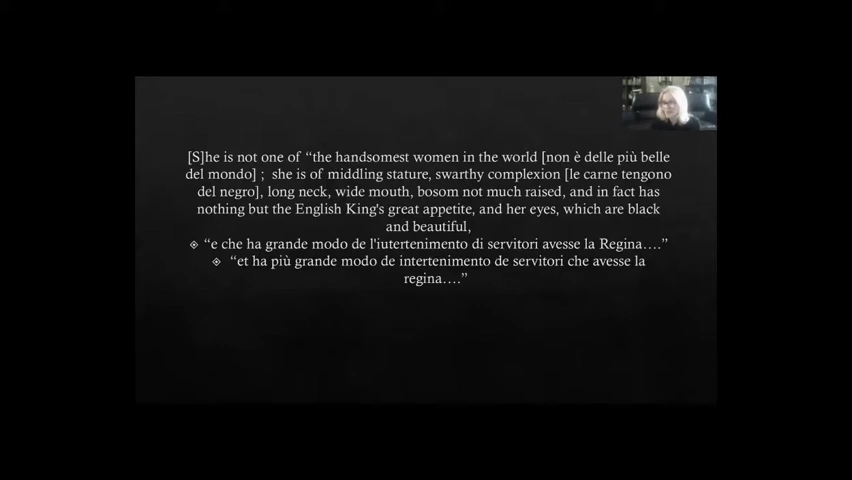 [S]he is not one of “the handsomest women in the world [non è delle più belle
del mondo] ; she is of middling stature, swarthy complexion [le carne tengono
del negro], long neck, wide mouth, bosom not much raised, and in fact has
nothing but the English King's great appetite, and her eyes, which are black
and beautiful,
“e che ha grande modo de l'iutertenimento di servitori avesse la Regina….”
“et ha più grande modo de intertenimento de servitori che avesse la
regina….”